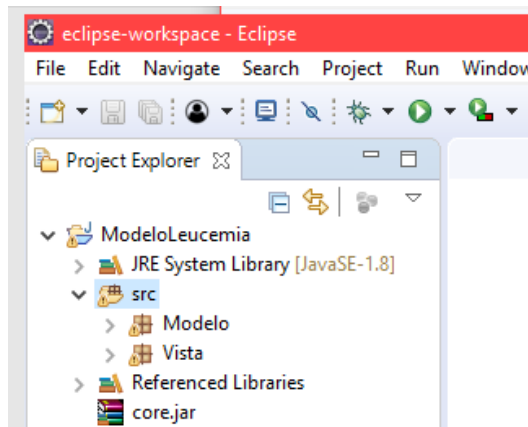 eclipse-workspace - Eclipse
File Edit Navigate Search Project Run Window
Project Explorer
ModeloLeucemia
JRE System Library [JavaSE-1.8]
src
Modelo
Vista
Referenced Libraries
core.jar